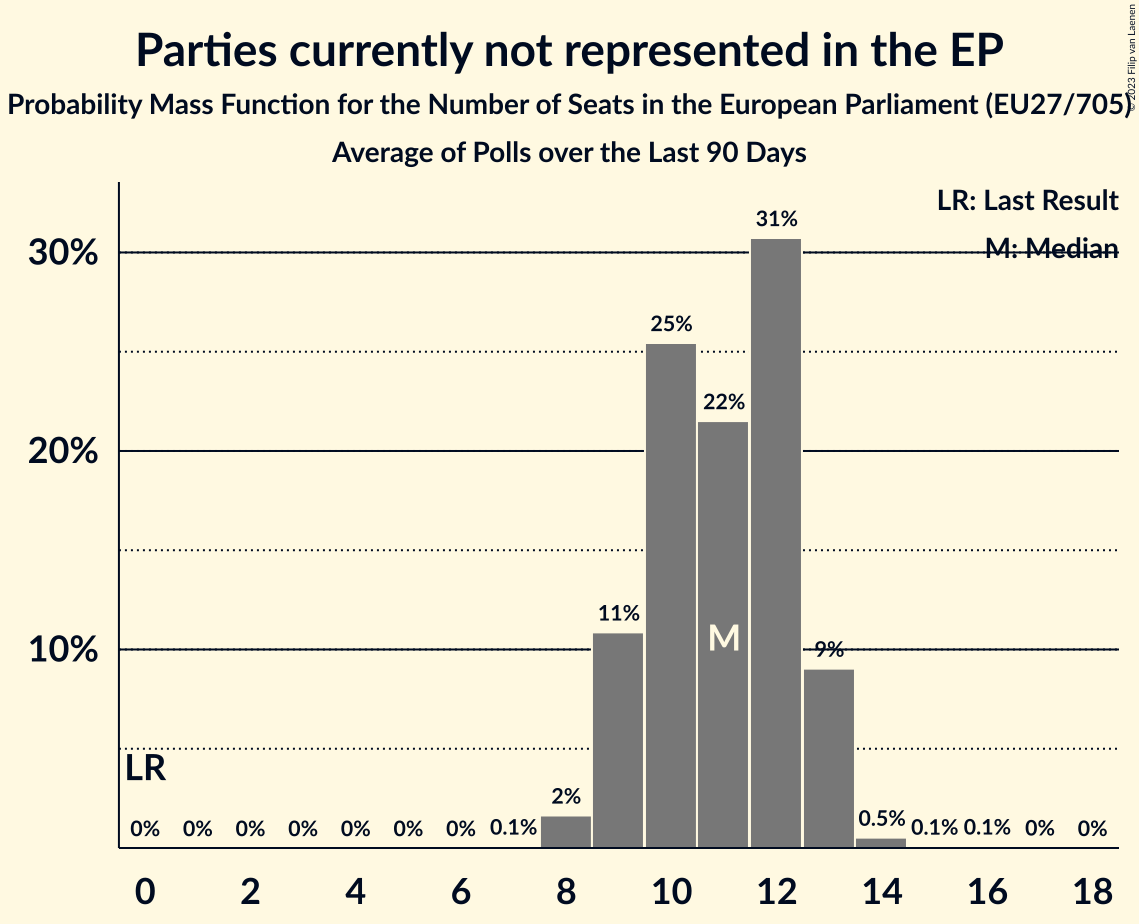 Parties currently not represented in the EP
Probability Mass Function for the Number of Seats in the European Parliament (EU27/705)
Average of Polls over the Last 90 Days
© 2023 Filip van Laenen
LR: Last Result
M: Median
30%
20%
10%
31%
25%
22%
11%
9%
2%
0.5%
M
LR
0% 0% 0% 0% 0% 0% 0% 0.1% 0.1% 0.1% 0% 0%
0 2 4 6 8 10 12 14 16 18